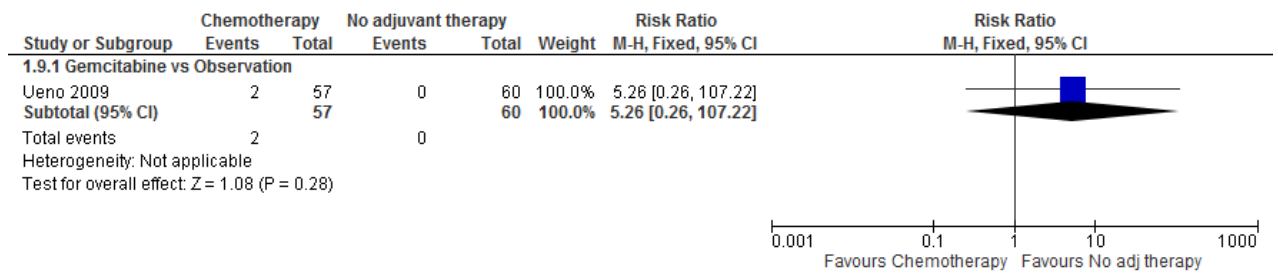 Chemotherapy No adjuvant therapy Risk Ratio Risk Ratio
Study or Subgroup Events Total Events Total Weight M-H, Fixed, 95% CI M-H, Fixed, 95% CI
1.9.1 Gemcitabine vs Observation
Ueno 2009 2 57 0 60 100.0% 5.26 [0.26, 107.22]
Subtotal (95% CI) 57 60 100.0% 5.26 [0.26, 107.22]
Total events 2 0
Heterogeneity: Not applicable
Test for overall effect: Z = 1.08 (P = 0.28)
0.001 0.1 1 10 1000
Favours Chemotherapy Favours No adj therapy